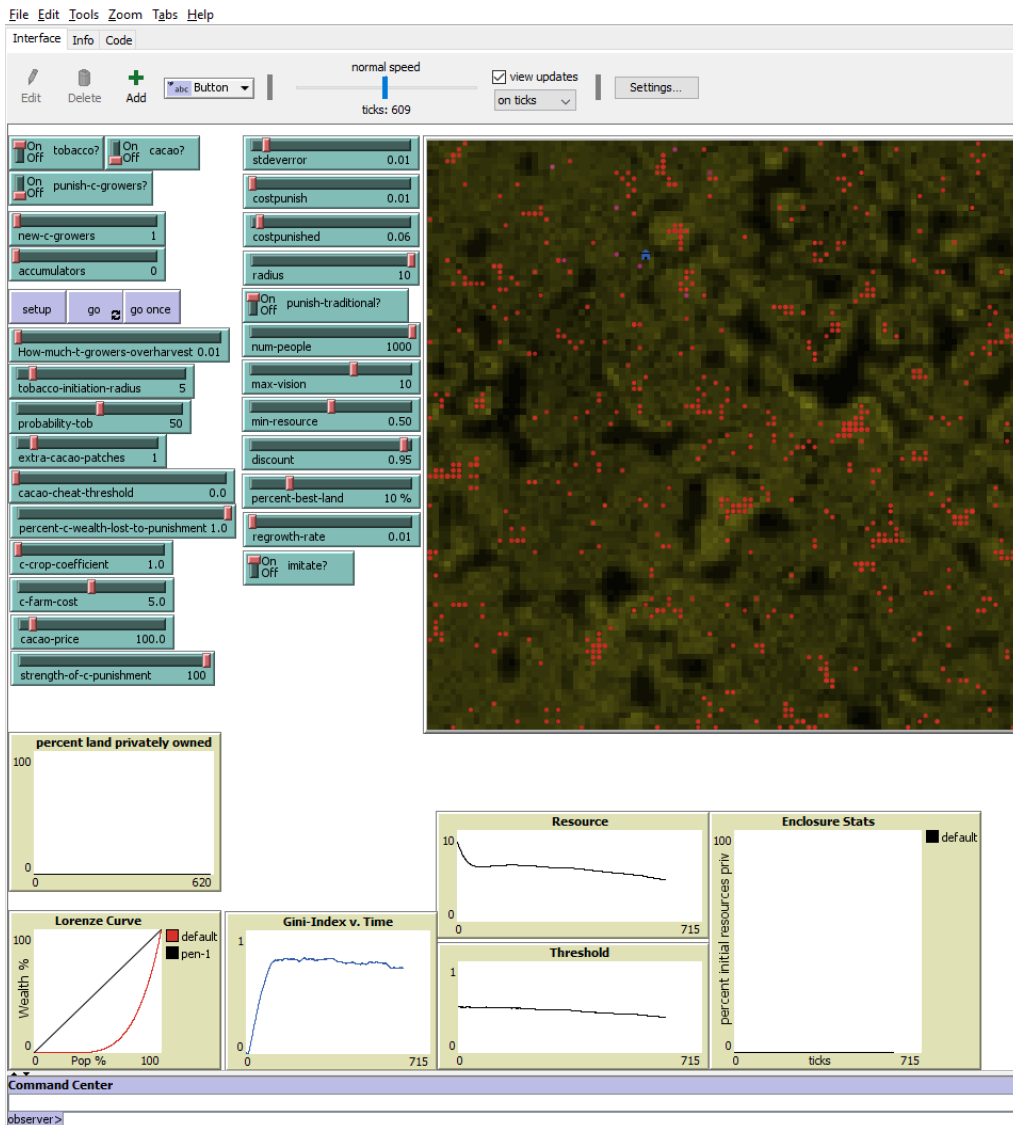 File Edit Tools Zoom Tabs Help
Interface Info Code
Edit Delete Add abc Button normal speed ticks: 609 view updates on ticks Settings...
On Off tobacco? On Off cacao?
On Off punish-c-growers?
new-c-growers 1
accumulators 0
setup go go once
How-much-t-growers-overharvest 0.01
tobacco-initiation-radius 5
probability-tob 50
extra-cacao-patches 1
cacao-cheat-threshold 0.0
percent-c-wealth-lost-to-punishment 1.0
c-crop-coefficient 1.0
c-farm-cost 5.0
cacao-price 100.0
strength-of-c-punishment 100
stdeverror 0.01
costpunish 0.01
costpunished 0.06
radius 10
On Off punish-traditional?
num-people 1000
max-vision 10
min-resource 0.50
discount 0.95
percent-best-land 10 %
regrowth-rate 0.01
On Off imitate?
percent land privately owned
100
0
0 620
Lorenze Curve
100
Wealth %
0
0 Pop % 100
default
pen-1
Gini-Index v. Time
1
0
0 715
Resource
10
0
0 715
Threshold
1
0
0 715
Enclosure Stats
100
percent initial resources priv
0
0 ticks 715
default
Command Center
observer>